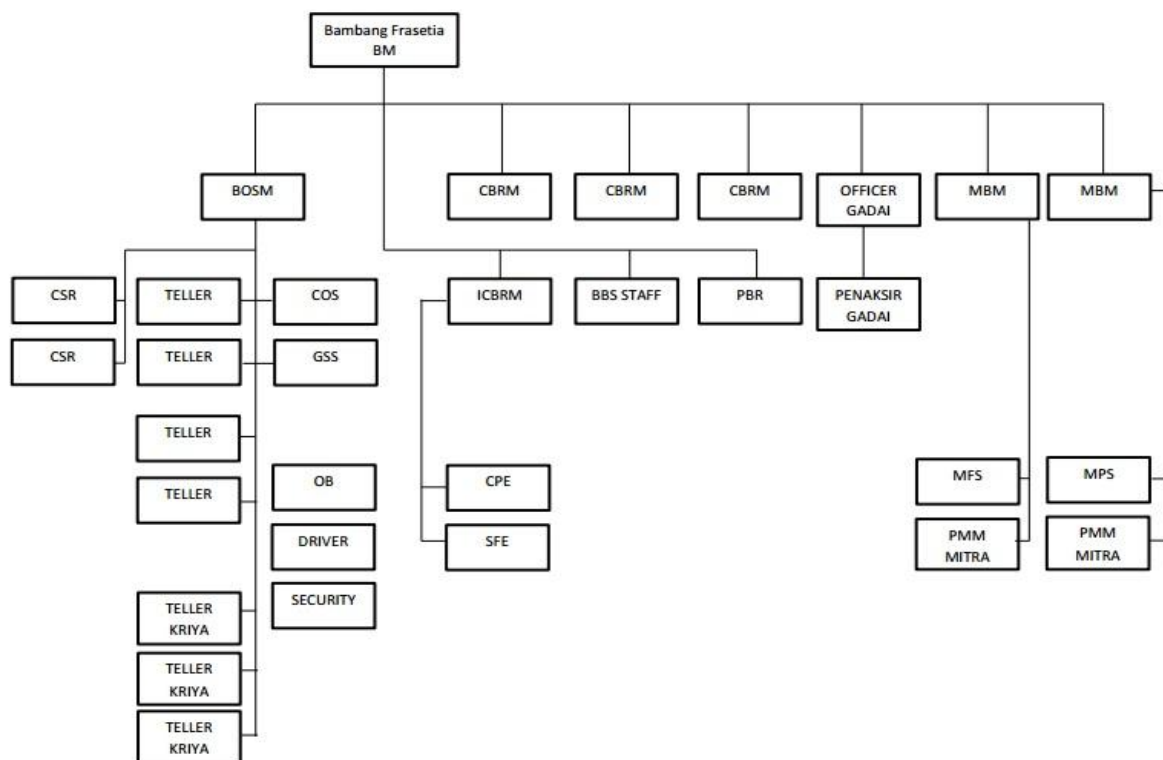 Bambang Frasetia
BM
BOSM
CBRM
CBRM
CBRM
OFFICER
GADAI
MBM
MBM
CSR
TELLER
COS
ICBRM
BBS STAFF
PBR
PENAKSIR
GADAI
CSR
TELLER
GSS
TELLER
TELLER
OB
CPE
MFS
MPS
DRIVER
SFE
PMM
MITRA
PMM
MITRA
SECURITY
TELLER
KRIYA
TELLER
KRIYA
TELLER
KRIYA